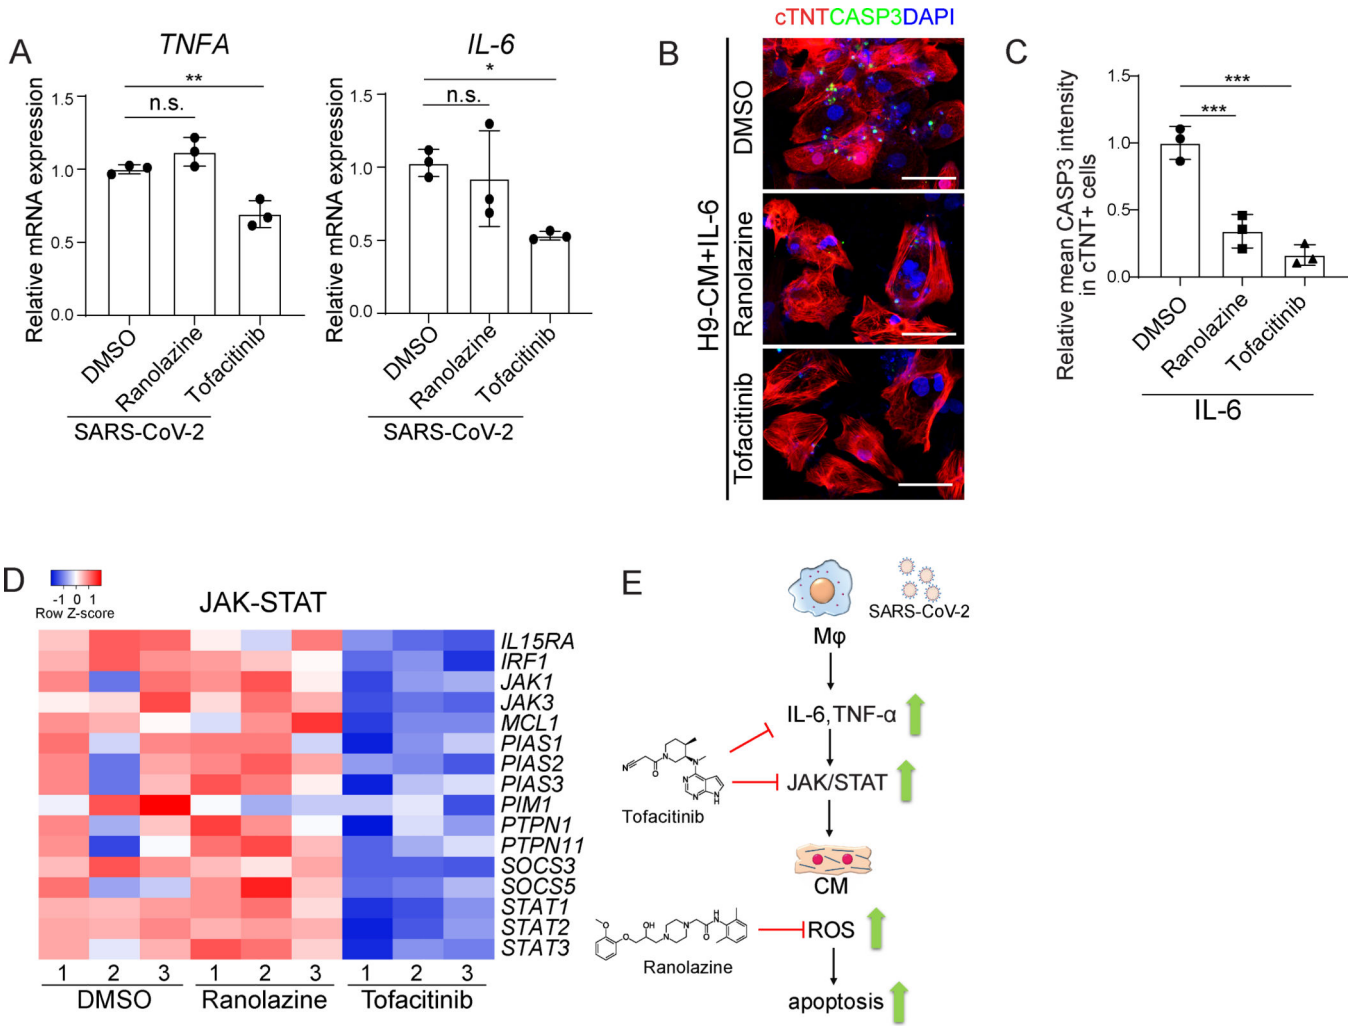 A
TNFA
**
n.s.
1.5
1.0
0.5
0.0
Relative mRNA expression
DMSO
Ranolazine
Tofacitinib
SARS-CoV-2
IL-6
*
n.s.
1.5
1.0
0.5
0.0
Relative mRNA expression
DMSO
Ranolazine
Tofacitinib
SARS-CoV-2
B
cTNTCASP3DAPI
H9-CM+IL-6
DMSO
Ranolazine
Tofacitinib
C
***
***
1.5
1.0
0.5
0.0
Relative mean CASP3 intensity
in cTNT+ cells
DMSO
Ranolazine
Tofacitinib
IL-6
D
-1 0 1
Row Z-score
JAK-STAT
IL15RA
IRF1
JAK1
JAK3
MCL1
PIAS1
PIAS2
PIAS3
PIM1
PTPN1
PTPN11
SOCS3
SOCS5
STAT1
STAT2
STAT3
1 2 3 1 2 3 1 2 3
DMSO Ranolazine Tofacitinib
E
SARS-CoV-2
Mφ
IL-6,TNF-α
JAK/STAT
N
O
N
N
N
N
N
H
Tofacitinib
CM
ROS
O
O
OH
N
N
O
H
N
Ranolazine
apoptosis